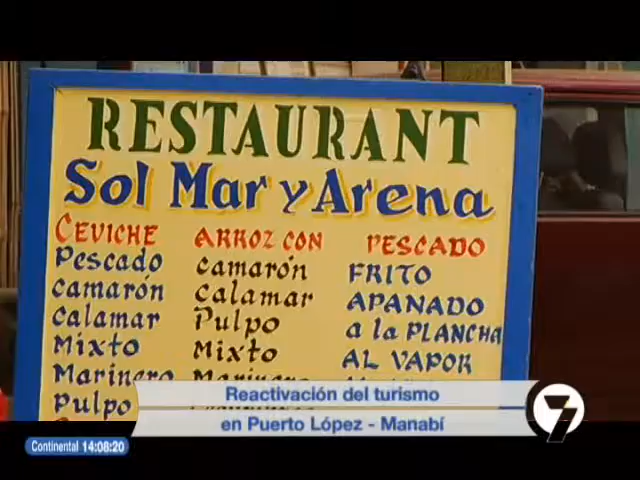 RESTAURANT
Sol Mar y Arena
CEVICHE ARROZ CON PESCADO
Pescado camarón FRITO
camarón calamar APANADO
calamar Pulpo a la PLANCHA
Mixto Mixto AL VAPOR
Marinero Marinero
Pulpo
Reactivación del turismo
en Puerto López - Manabí
7
Continental 14:08:20